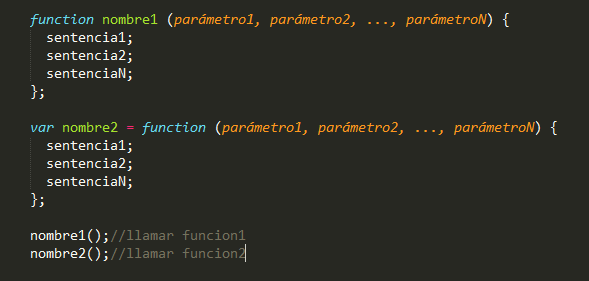 function nombre1 (parámetro1, parámetro2, ..., parámetroN) {
sentencia1;
sentencia2;
sentenciaN;
};
var nombre2 = function (parámetro1, parámetro2, ..., parámetroN) {
sentencia1;
sentencia2;
sentenciaN;
};
nombre1();//llamar funcion1
nombre2();//llamar funcion2